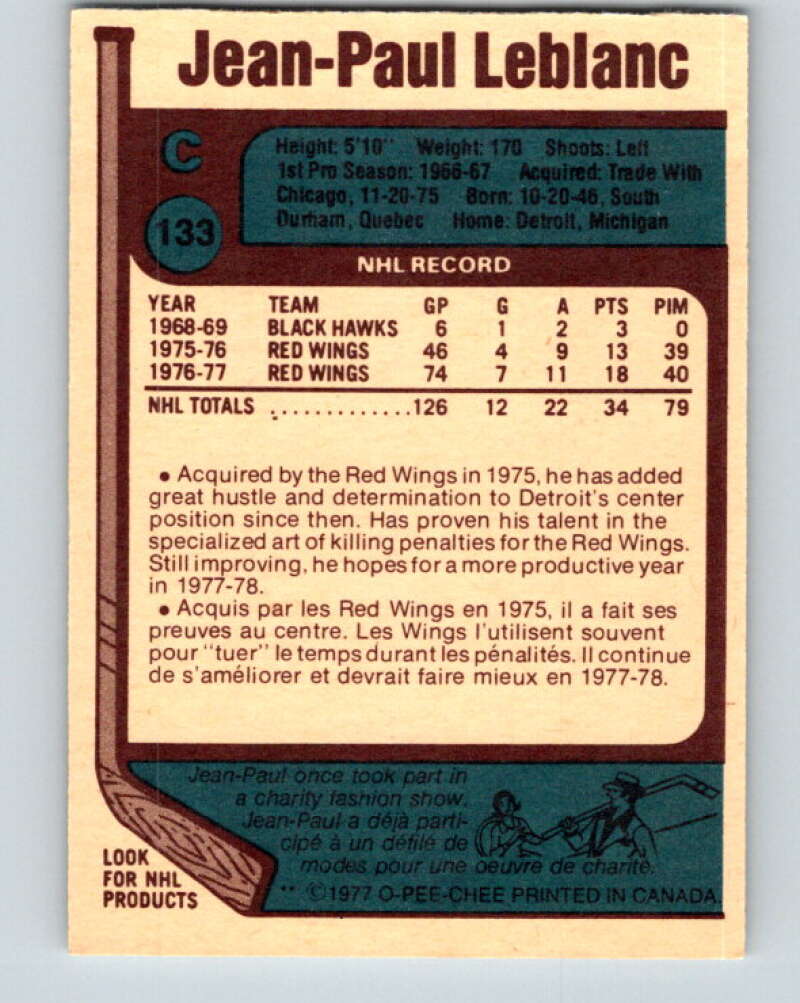 Jean-Paul Leblanc
C
133
Height: 5'10" Weight: 170 Shoots: Left
1st Pro Season: 1966-67 Acquired: Trade With
Chicago, 11-20-75 Born: 10-20-46, South
Durham, Quebec Home: Detroit, Michigan
NHL RECORD
YEAR TEAM GP G A PTS PIM
1968-69 BLACK HAWKS 6 1 2 3 0
1975-76 RED WINGS 46 4 9 13 39
1976-77 RED WINGS 74 7 11 18 40
NHL TOTALS .............126 12 22 34 79
• Acquired by the Red Wings in 1975, he has added
great hustle and determination to Detroit's center
position since then. Has proven his talent in the
specialized art of killing penalties for the Red Wings.
Still improving, he hopes for a more productive year
in 1977-78.
• Acquis par les Red Wings en 1975, il a fait ses
preuves au centre. Les Wings l'utilisent souvent
pour "tuer" le temps durant les pénalités. Il continue
de s'améliorer et devrait faire mieux en 1977-78.
Jean-Paul once took part in
a charity fashion show.
Jean-Paul a déjà parti-
cipé à un défilé de
modes pour une oeuvre de charité.
LOOK
FOR NHL
PRODUCTS
** ©1977 O-PEE-CHEE PRINTED IN CANADA.